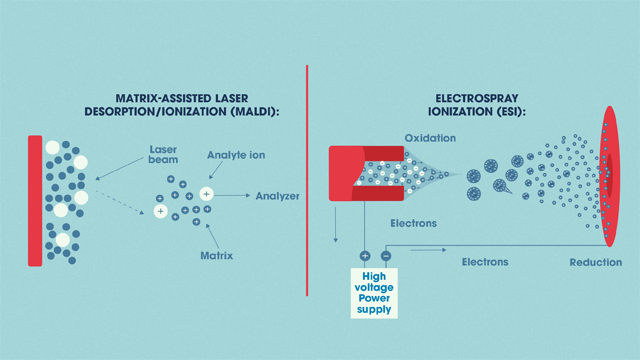 MATRIX-ASSISTED LASER
DESORPTION/IONIZATION (MALDI):
Laser
beam
Analyte ion
+
+
Analyzer
Matrix
ELECTROSPRAY
IONIZATION (ESI):
Oxidation
Electrons
+ −
Electrons
Reduction
High
voltage
Power
supply